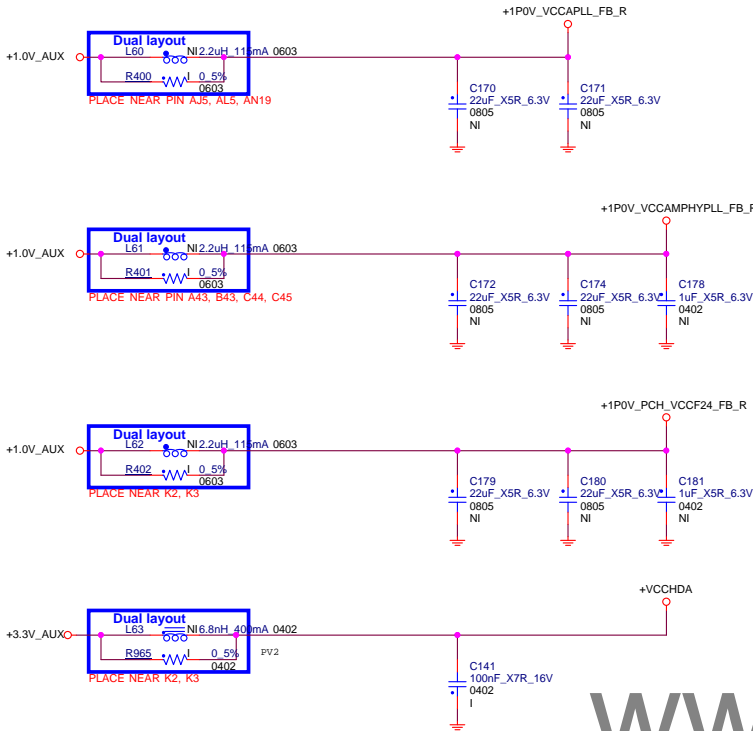 +1P0V_VCCAPLL_FB_R
Dual layout
+1.0V_AUX
L60
NI
2.2uH_115mA 0603
R400
I
0_5%
0603
PLACE NEAR PIN AJ5, AL5, AN19
C170
22uF_X5R_6.3V
0805
NI
C171
22uF_X5R_6.3V
0805
NI
+1P0V_VCCAMPHYPLL_FB_R
Dual layout
+1.0V_AUX
L61
NI
2.2uH_115mA 0603
R401
I
0_5%
0603
PLACE NEAR PIN A43, B43, C44, C45
C172
22uF_X5R_6.3V
0805
NI
C174
22uF_X5R_6.3V
0805
NI
C178
1uF_X5R_6.3V
0402
NI
+1P0V_PCH_VCCF24_FB_R
Dual layout
+1.0V_AUX
L62
NI
2.2uH_115mA 0603
R402
I
0_5%
0603
PLACE NEAR K2, K3
C179
22uF_X5R_6.3V
0805
NI
C180
22uF_X5R_6.3V
0805
NI
C181
1uF_X5R_6.3V
0402
NI
+VCCHDA
Dual layout
+3.3V_AUX
L63
NI
6.8nH_400mA 0402
R965
I
0_5%
0402
PV2
PLACE NEAR K2, K3
C141
100nF_X7R_16V
0402
I